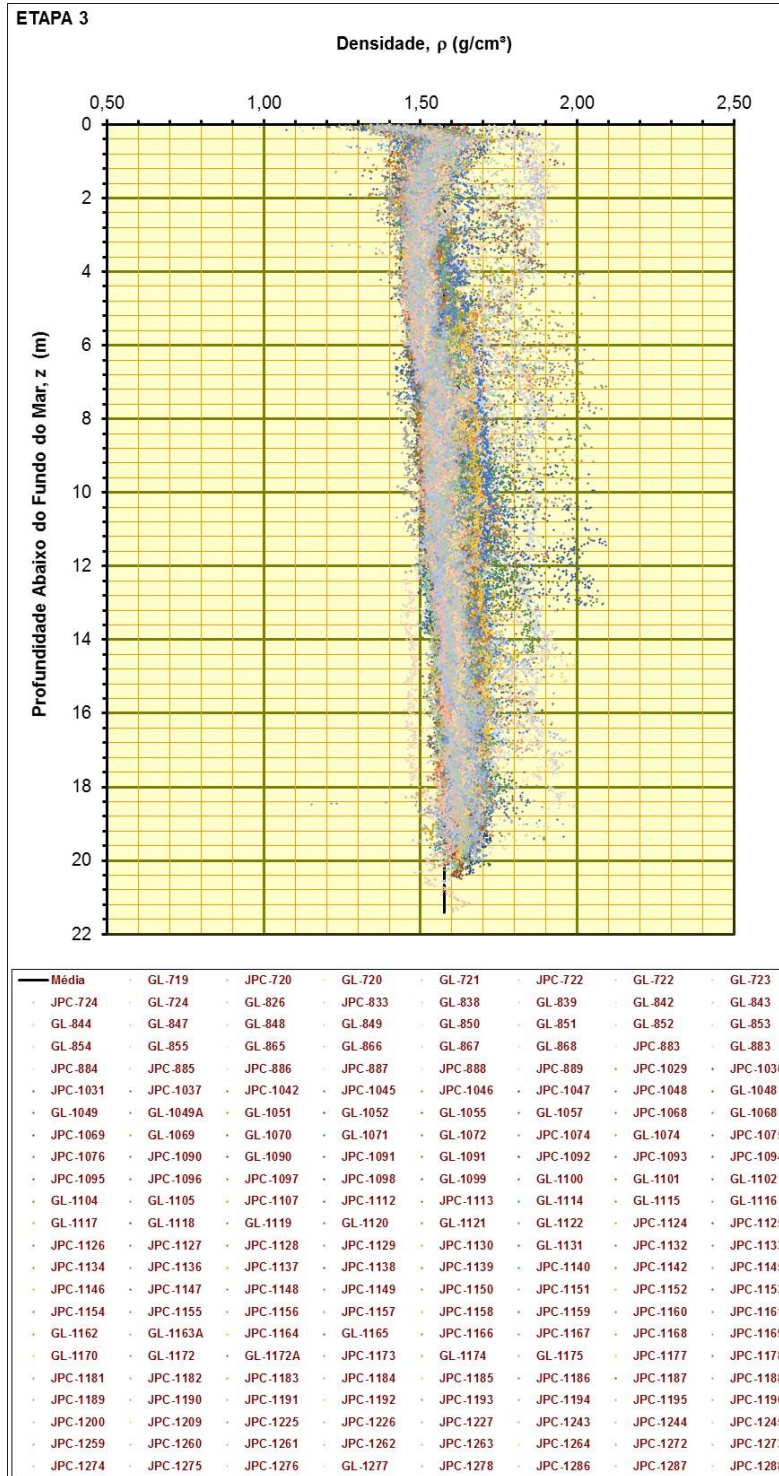 ETAPA 3
Densidade, ρ (g/cm³)
0,50 1,00 1,50 2,00 2,50
0
2
4
6
8
10
12
14
16
18
20
22
Profundidade Abaixo do Fundo do Mar, z (m)
Média GL-719 JPC-720 GL-720 GL-721 JPC-722 GL-722 GL-723
JPC-724 GL-724 GL-826 JPC-833 GL-838 GL-839 GL-842 GL-843
GL-844 GL-847 GL-848 GL-849 GL-850 GL-851 GL-852 GL-853
GL-854 GL-855 GL-865 GL-866 GL-867 GL-868 JPC-883 GL-883
JPC-884 JPC-885 JPC-886 JPC-887 JPC-888 JPC-889 JPC-1029
JPC-1031 JPC-1037 JPC-1042 JPC-1045 JPC-1046 JPC-1047 JPC-1048 GL-1048
GL-1049 GL-1049A GL-1051 GL-1052 GL-1055 GL-1057 JPC-1068 GL-1068
JPC-1069 GL-1069 GL-1070 GL-1071 GL-1072 JPC-1074 GL-1074
JPC-1076 JPC-1090 GL-1090 JPC-1091 GL-1091 JPC-1092 JPC-1093
JPC-1095 JPC-1096 JPC-1097 JPC-1098 GL-1099 GL-1100 GL-1101 GL-1102
GL-1104 GL-1105 JPC-1107 JPC-1112 JPC-1113 GL-1114 GL-1115 GL-1116
GL-1117 GL-1118 GL-1119 GL-1120 GL-1121 GL-1122 JPC-1124
JPC-1126 JPC-1127 JPC-1128 JPC-1129 JPC-1130 GL-1131 JPC-1132
JPC-1134 JPC-1136 JPC-1137 JPC-1138 JPC-1139 JPC-1140 JPC-1142
JPC-1146 JPC-1147 JPC-1148 JPC-1149 JPC-1150 JPC-1151 JPC-1152
JPC-1154 JPC-1155 JPC-1156 JPC-1157 JPC-1158 JPC-1159 JPC-1160
GL-1162 GL-1163A JPC-1164 GL-1165 JPC-1166 JPC-1167 JPC-1168
GL-1170 GL-1172 GL-1172A JPC-1173 GL-1174 GL-1175 JPC-1177
JPC-1181 JPC-1182 JPC-1183 JPC-1184 JPC-1185 JPC-1186 JPC-1187
JPC-1189 JPC-1190 JPC-1191 JPC-1192 JPC-1193 JPC-1194 JPC-1195
JPC-1200 JPC-1209 JPC-1225 JPC-1226 JPC-1227 JPC-1243 JPC-1244
JPC-1259 JPC-1260 JPC-1261 JPC-1262 JPC-1263 JPC-1264 JPC-1272
JPC-1274 JPC-1275 JPC-1276 GL-1277 JPC-1278 JPC-1286 JPC-1287